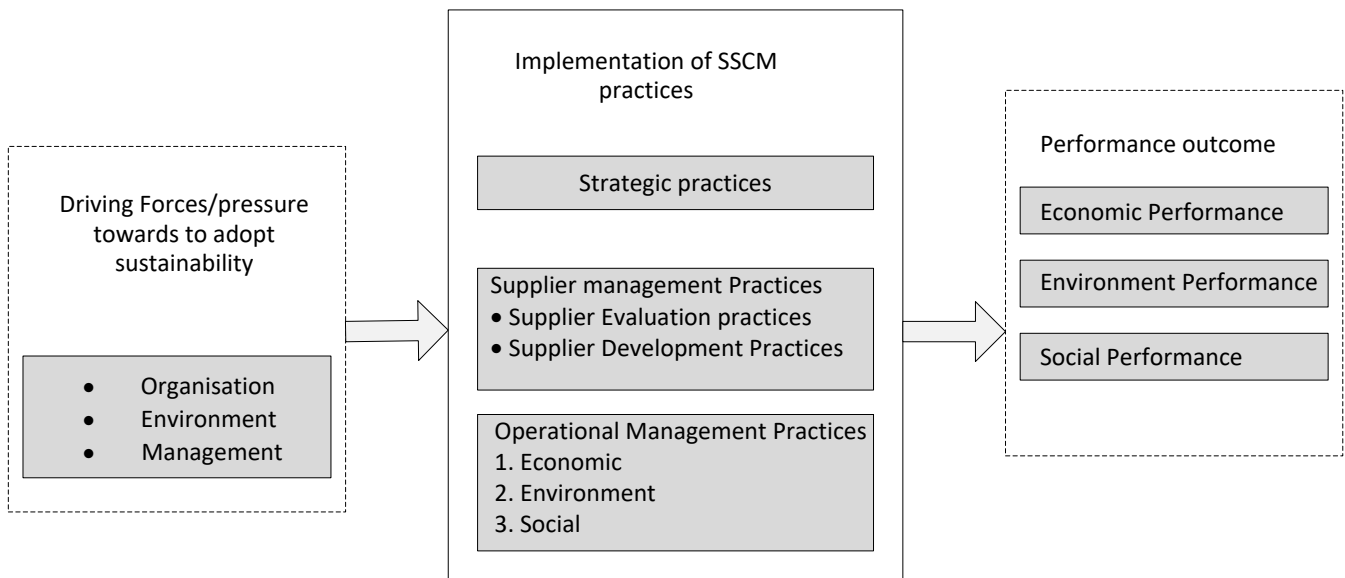 Driving Forces/pressure
towards to adopt
sustainability
• Organisation
• Environment
• Management
Implementation of SSCM
practices
Strategic practices
Supplier management Practices
• Supplier Evaluation practices
• Supplier Development Practices
Operational Management Practices
1. Economic
2. Environment
3. Social
Performance outcome
Economic Performance
Environment Performance
Social Performance